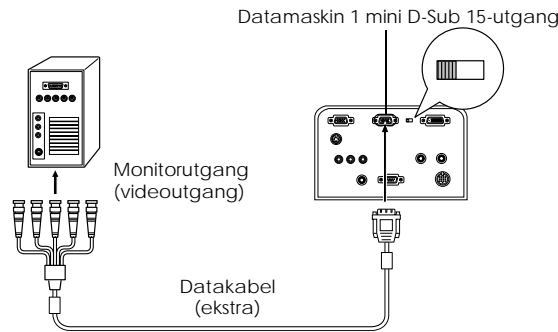 Datamaskin 1 mini D-Sub 15-utgang
Monitorutgang
(videoutgang)
Datakabel
(ekstra)